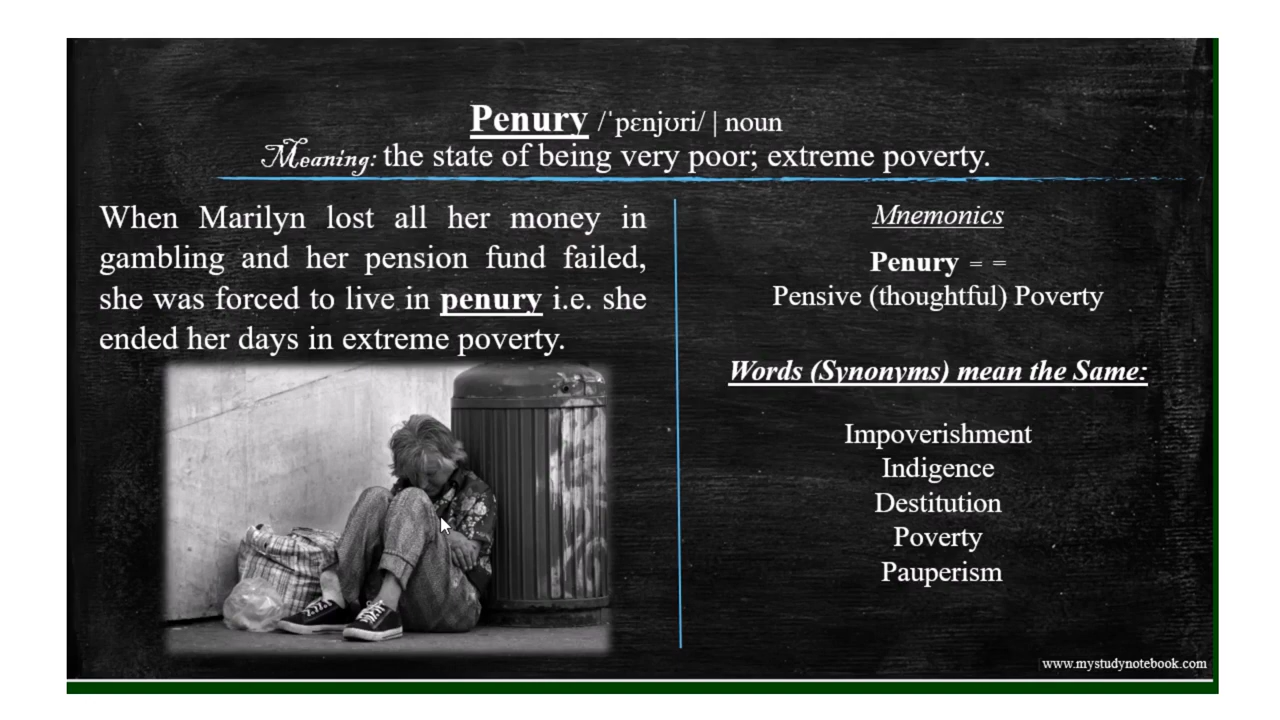 Penury /ˈpɛnjʊri/ | noun
Meaning: the state of being very poor; extreme poverty.
When Marilyn lost all her money in
gambling and her pension fund failed,
she was forced to live in penury i.e. she
ended her days in extreme poverty.
Mnemonics
Penury = =
Pensive (thoughtful) Poverty
Words (Synonyms) mean the Same:
Impoverishment
Indigence
Destitution
Poverty
Pauperism
www.mystudynotebook.com